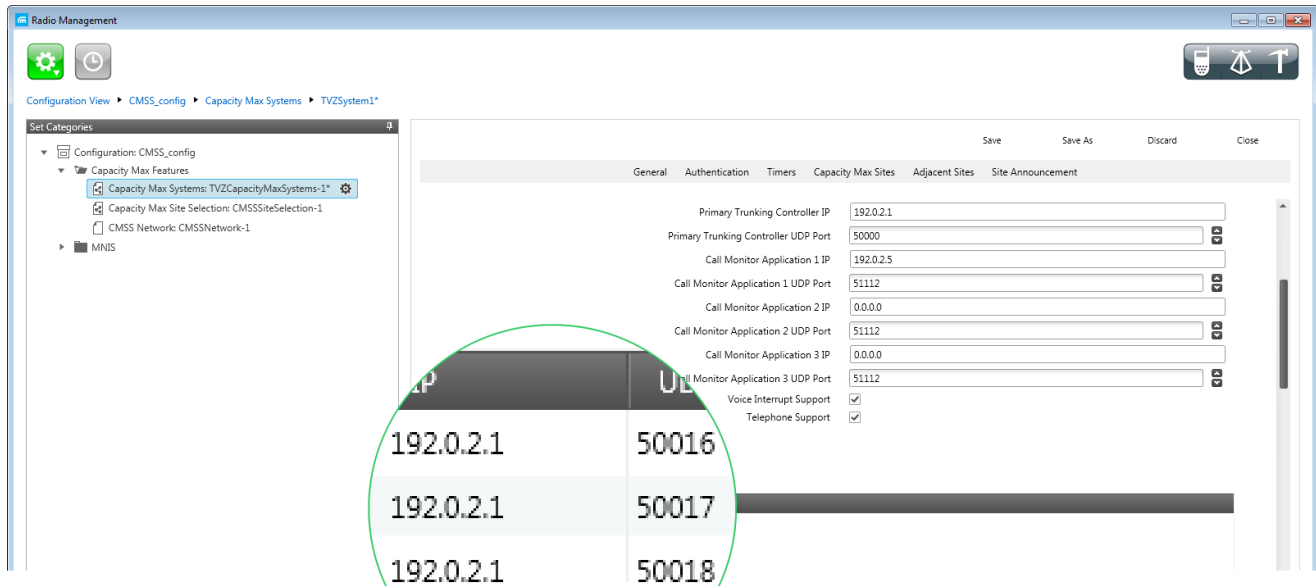 Radio Management
Configuration View ▸ CMSS_config ▸ Capacity Max Systems ▸ TVZSystem1*
Set Categories
Configuration: CMSS_config
Capacity Max Features
Capacity Max Systems: TVZCapacityMaxSystems-1*
Capacity Max Site Selection: CMSSSiteSelection-1
CMSS Network: CMSSNetwork-1
MNIS
Save Save As Discard Close
General Authentication Timers Capacity Max Sites Adjacent Sites Site Announcement
Primary Trunking Controller IP 192.0.2.1
Primary Trunking Controller UDP Port 50000
Call Monitor Application 1 IP 192.0.2.5
Call Monitor Application 1 UDP Port 51112
Call Monitor Application 2 IP 0.0.0.0
Call Monitor Application 2 UDP Port 51112
Call Monitor Application 3 IP 0.0.0.0
Monitor Application 3 UDP Port 51112
Voice Interrupt Support
Telephone Support
IP
192.0.2.1 50016
192.0.2.1 50017
192.0.2.1 50018